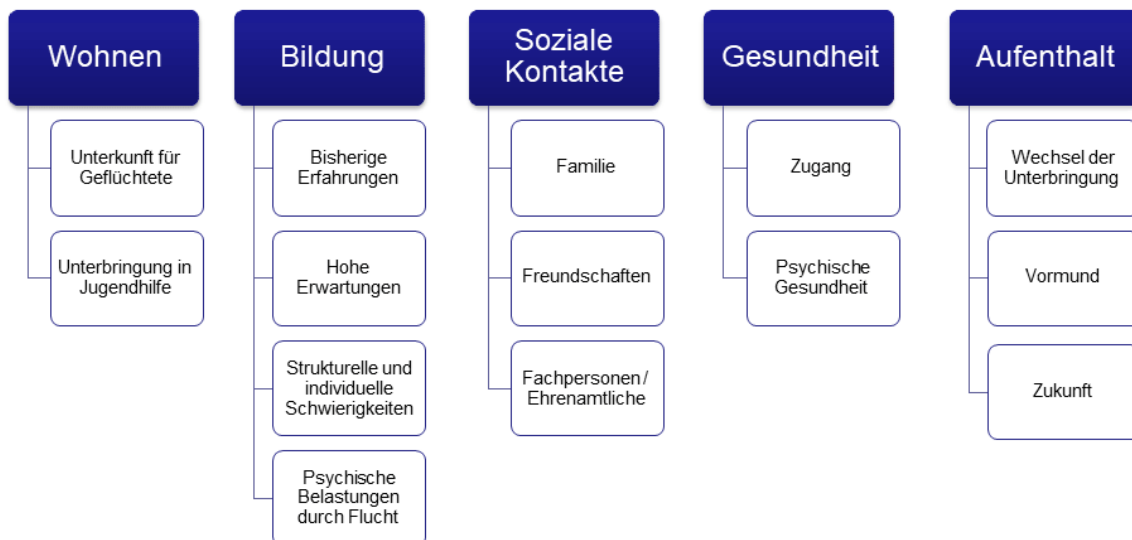 Wohnen
Unterkunft für
Geflüchtete
Unterbringung in
Jugendhilfe
Bildung
Bisherige
Erfahrungen
Hohe
Erwartungen
Strukturelle und
individuelle
Schwierigkeiten
Psychische
Belastungen
durch Flucht
Soziale
Kontakte
Familie
Freundschaften
Fachpersonen /
Ehrenamtliche
Gesundheit
Zugang
Psychische
Gesundheit
Aufenthalt
Wechsel der
Unterbringung
Vormund
Zukunft